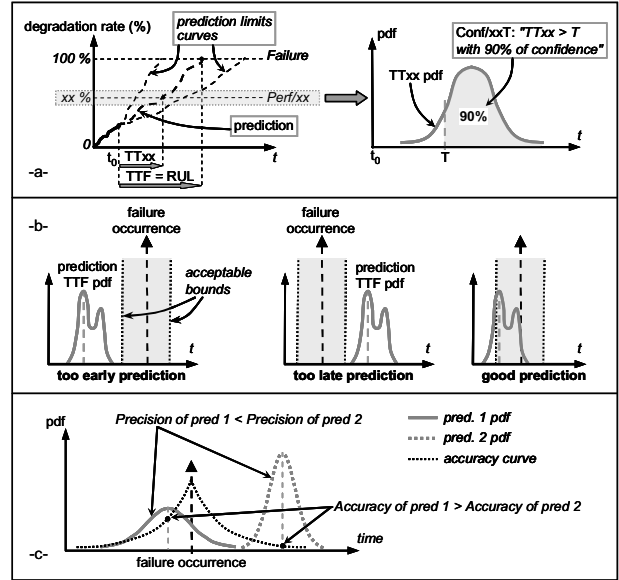 degradation rate (%)
prediction limits
curves
100 %
Failure
xx %
Perf/xx
prediction
0
t0
TTxx
t
TTF = RUL
-a-
pdf
Conf/xxT: "TTxx > T
with 90% of confidence"
TTxx pdf
90%
t
t0
T
-b-
failure
occurrence
prediction
TTF pdf
acceptable
bounds
t
too early prediction
failure
occurrence
prediction
TTF pdf
t
too late prediction
t
good prediction
pdf
Precision of pred 1 < Precision of pred 2
pred. 1 pdf
pred. 2 pdf
accuracy curve
Accuracy of pred 1 > Accuracy of pred 2
time
-c-
failure occurrence